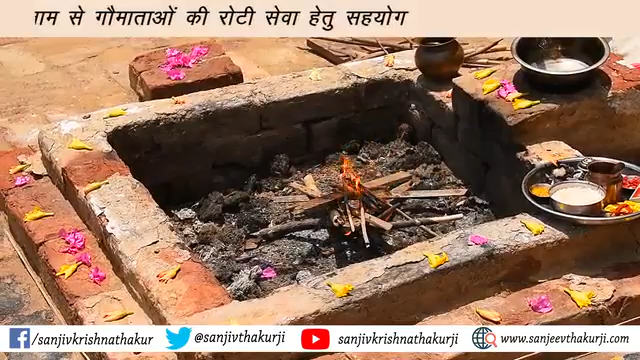 गौमाताओं की रोटी सेवा हेतु सहयोग
sanjivkrishnathakur @sanjivthakurji sanjivkrishnathakurji www.sanjeevthakurji.com